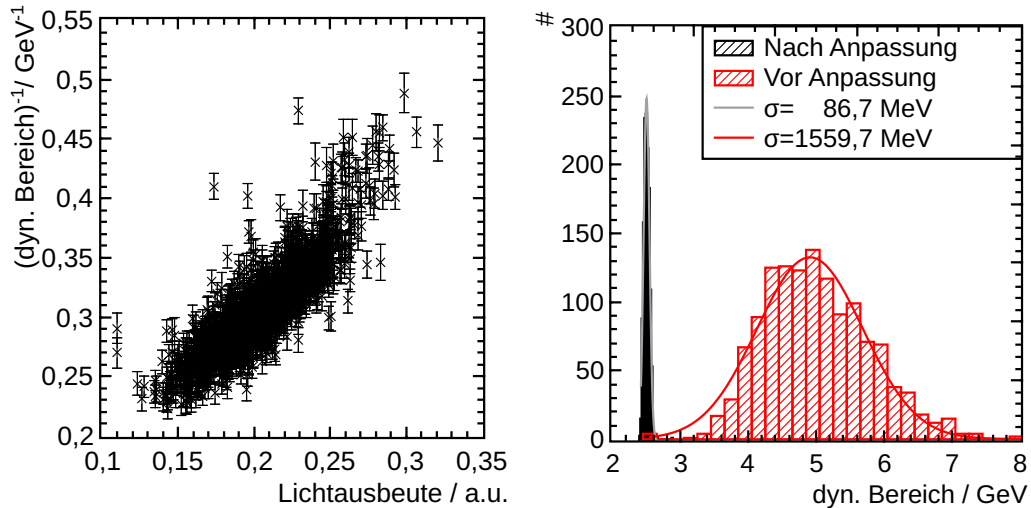 (dyn. Bereich)⁻¹/ GeV⁻¹
0,55
0,5
0,45
0,4
0,35
0,3
0,25
0,2
0,1 0,15 0,2 0,25 0,3 0,35
Lichtausbeute / a.u.
#
300
250
200
150
100
50
0
Nach Anpassung
Vor Anpassung
σ= 86,7 MeV
σ=1559,7 MeV
2 3 4 5 6 7 8
dyn. Bereich / GeV